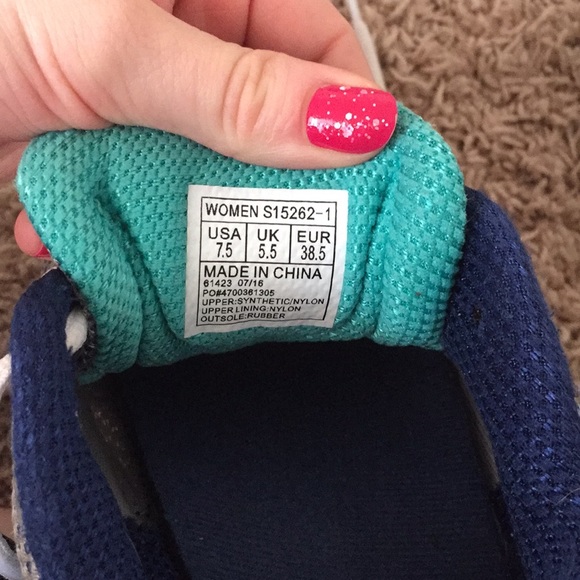 WOMEN S15262-1
USA UK EUR
7.5 5.5 38.5
MADE IN CHINA
61423 07/16
PO#4700361305
UPPER:SYNTHETIC/NYLON
UPPER LINING:NYLON
OUTSOLE:RUBBER